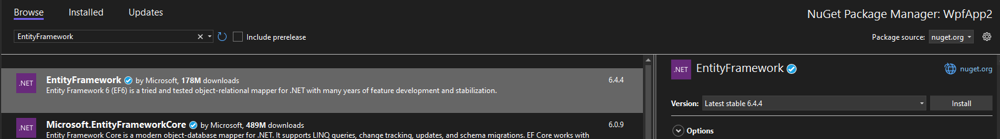 Browse Installed Updates NuGet Package Manager: WpfApp2
EntityFramework Include prerelease Package source: nuget.org
.NET EntityFramework by Microsoft, 178M downloads 6.4.4
Entity Framework 6 (EF6) is a tried and tested object-relational mapper for .NET with many years of feature development and stabilization.
.NET EntityFramework nuget.org
Version: Latest stable 6.4.4 Install
.NET Microsoft.EntityFrameworkCore by Microsoft, 489M downloads 6.0.9
Entity Framework Core is a modern object-database mapper for .NET. It supports LINQ queries, change tracking, updates, and schema migrations. EF Core works with
Options